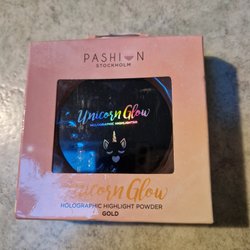 PASHION
STOCKHOLM
Unicorn Glow
HOLOGRAPHIC HIGHLIGHTER
Unicorn Glow
HOLOGRAPHIC HIGHLIGHT POWDER
GOLD